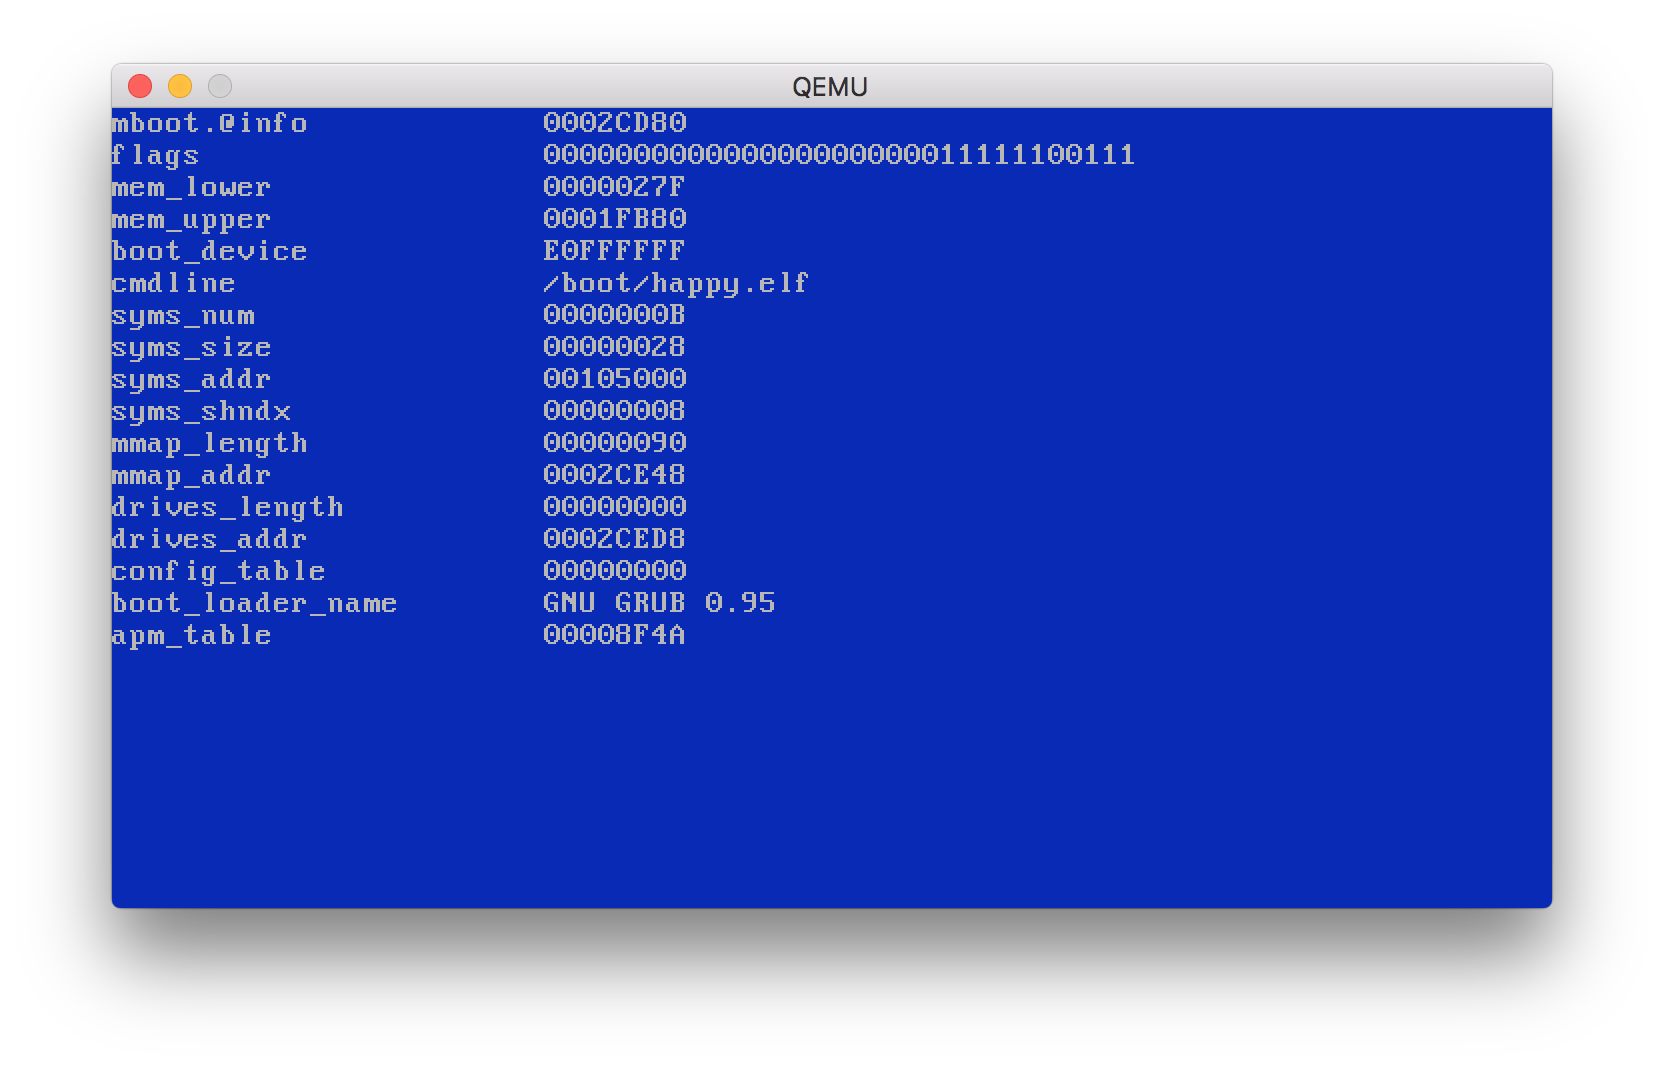 QEMU
mboot.@info 0002CD80
flags 000000000000000000000011111100111
mem_lower 0000027F
mem_upper 0001FB80
boot_device E0FFFFFF
cmdline /boot/happy.elf
syms_num 0000000B
syms_size 00000028
syms_addr 00105000
syms_shndx 00000008
mmap_length 00000090
mmap_addr 0002CE48
drives_length 00000000
drives_addr 0002CED8
config_table 00000000
boot_loader_name GNU GRUB 0.95
apm_table 00008F4A